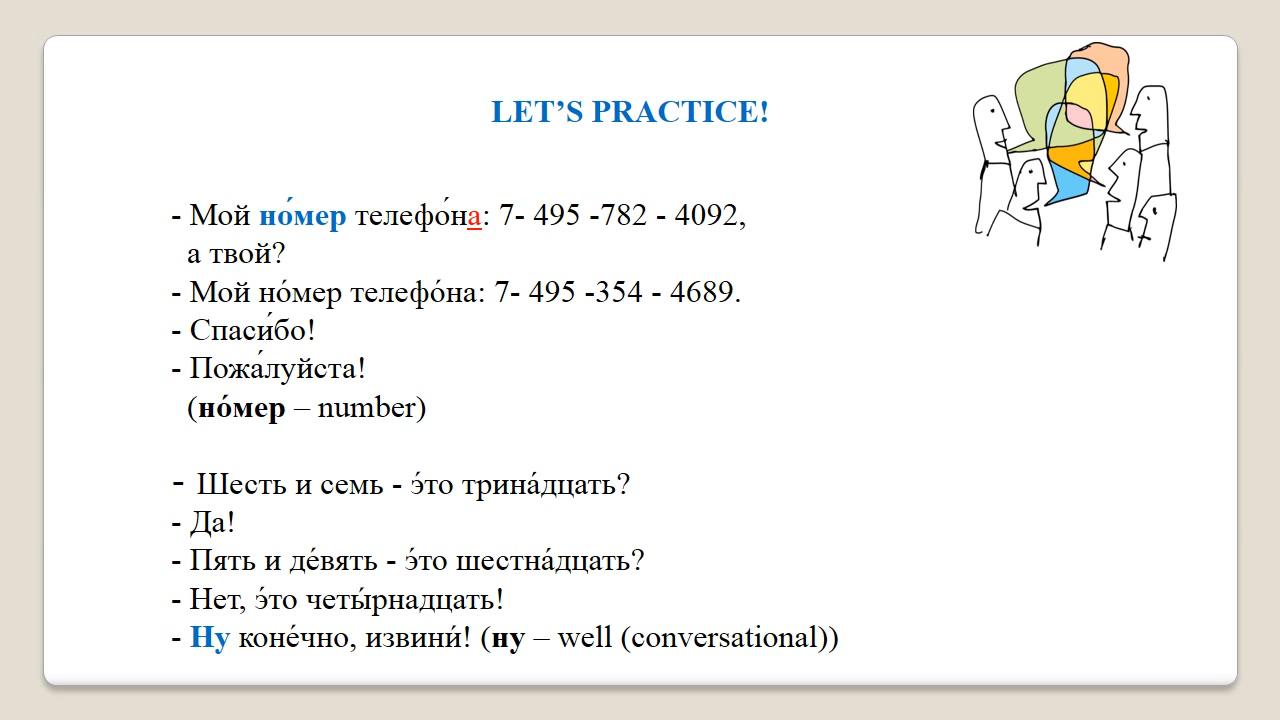 LET’S PRACTICE!
- Мой но́мер телефо́на: 7- 495 -782 - 4092,
а твой?
- Мой но́мер телефо́на: 7- 495 -354 - 4689.
- Спаси́бо!
- Пожа́луйста!
(но́мер – number)
- Шесть и семь - э́то трина́дцать?
- Да!
- Пять и де́вять - э́то шестна́дцать?
- Нет, э́то четы́рнадцать!
- Ну коне́чно, извини́! (ну – well (conversational))